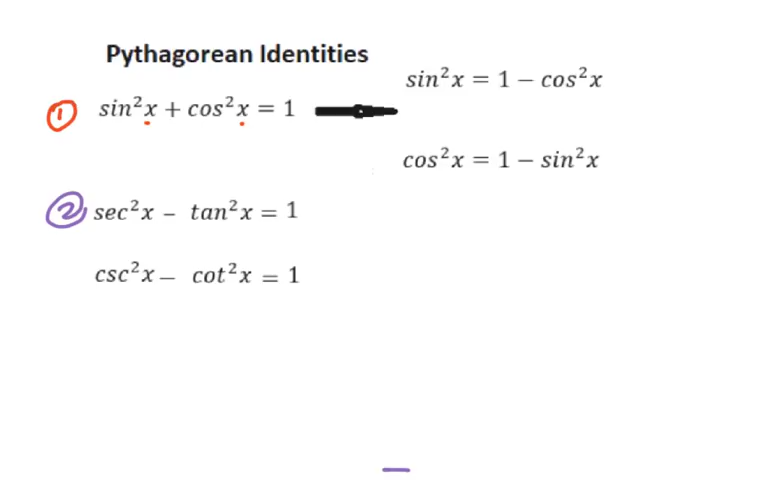 Pythagorean Identities
① sin²x + cos²x = 1
sin²x = 1 − cos²x
cos²x = 1 − sin²x
② sec²x − tan²x = 1
csc²x − cot²x = 1